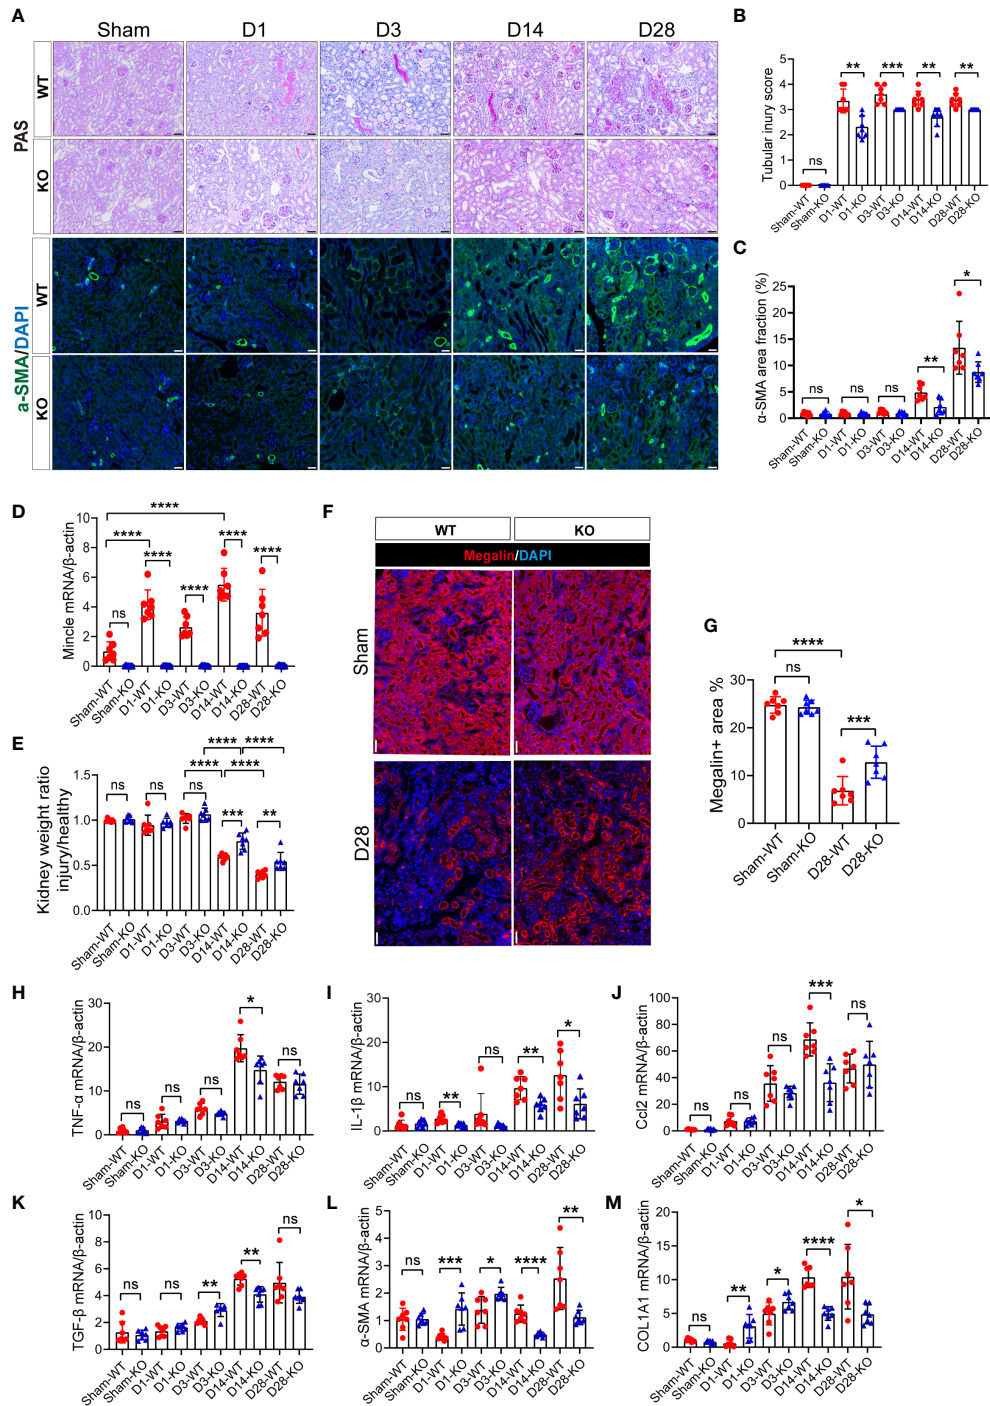 A
Sham D1 D3 D14 D28
PAS
WT
KO
a-SMA/DAPI
WT
KO
B
Tubular inury score
5
4
3
2
1
0
ns ** *** ** **
Sham-WT Sham-KO D1-WT D1-KO D3-WT D3-KO D14-WT D14-KO D28-WT D28-KO
C
α-SMA area fraction (%)
25
20
15
10
5
0
ns ns ns ** *
Sham-WT Sham-KO D1-WT D1-KO D3-WT D3-KO D14-WT D14-KO D28-WT D28-KO
D
Mincle mRNA/β-actin
10
8
6
4
2
0
****
**** **** **** ****
ns ****
Sham-WT Sham-KO D1-WT D1-KO D3-WT D3-KO D14-WT D14-KO D28-WT D28-KO
E
Kidney weight ratio
injury/healthy
1.5
1.0
0.5
0.0
**** ****
**** ****
ns ns ns *** **
Sham-WT Sham-KO D1-WT D1-KO D3-WT D3-KO D14-WT D14-KO D28-WT D28-KO
F
WT KO
Megalin/DAPI
Sham
D28
G
Megalin+ area %
30
20
10
0
****
ns ***
Sham-WT Sham-KO D28-WT D28-KO
H
TNF-α mRNA/β-actin
30
20
10
0
ns ns ns * ns
Sham-WT Sham-KO D1-WT D1-KO D3-WT D3-KO D14-WT D14-KO D28-WT D28-KO
I
IL-1β mRNA/β-actin
30
20
10
0
ns ** ns ** *
Sham-WT Sham-KO D1-WT D1-KO D3-WT D3-KO D14-WT D14-KO D28-WT D28-KO
J
Ccl2 mRNA/β-actin
100
80
60
40
20
0
ns ns ns *** ns
Sham-WT Sham-KO D1-WT D1-KO D3-WT D3-KO D14-WT D14-KO D28-WT D28-KO
K
TGF-β mRNA/β-actin
10
8
6
4
2
0
ns ns ** ** ns
Sham-WT Sham-KO D1-WT D1-KO D3-WT D3-KO D14-WT D14-KO D28-WT D28-KO
L
α-SMA mRNA/β-actin
5
4
3
2
1
0
ns *** * **** **
Sham-WT Sham-KO D1-WT D1-KO D3-WT D3-KO D14-WT D14-KO D28-WT D28-KO
M
COL1A1 mRNA/β-actin
20
15
10
5
0
ns ** * **** *
Sham-WT Sham-KO D1-WT D1-KO D3-WT D3-KO D14-WT D14-KO D28-WT D28-KO